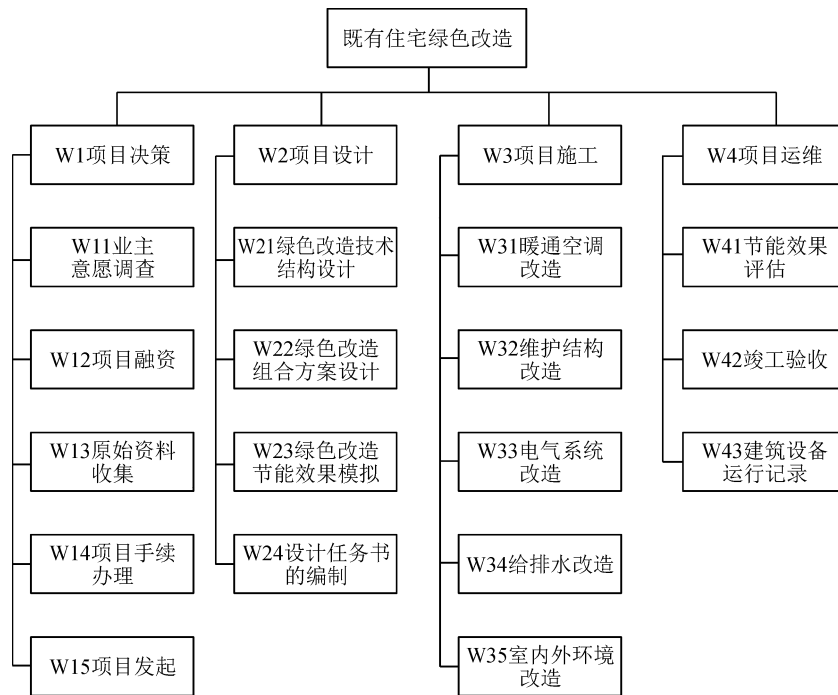 既有住宅绿色改造
W1项目决策
W11业主
意愿调查
W12项目融资
W13原始资料
收集
W14项目手续
办理
W15项目发起
W2项目设计
W21绿色改造技术
结构设计
W22绿色改造
组合方案设计
W23绿色改造
节能效果模拟
W24设计任务书
的编制
W3项目施工
W31暖通空调
改造
W32维护结构
改造
W33电气系统
改造
W34给排水改造
W35室内外环境
改造
W4项目运维
W41节能效果
评估
W42竣工验收
W43建筑设备
运行记录